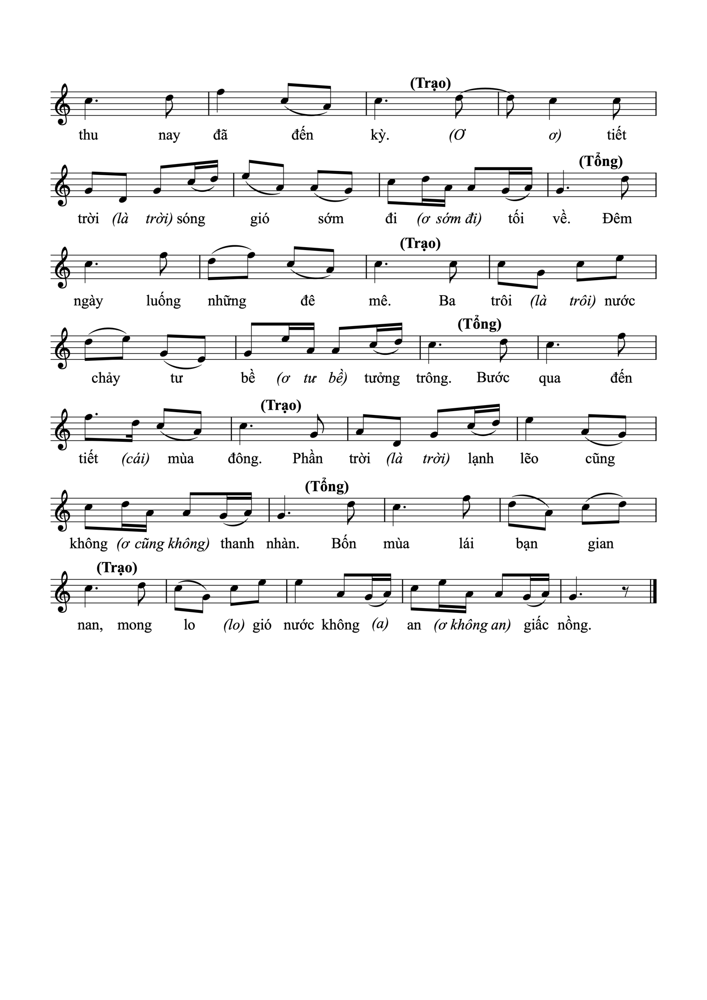 (Trạo)
thu nay đã đến kỳ. (Ơ ơ) tiết
(Tổng)
trời (là trời) sóng gió sớm đi (ơ sớm đi) tối về. Đêm
(Trạo)
ngày luống những đê mê. Ba trôi (là trôi) nước
(Tổng)
chảy tư bề (ơ tư bề) tưởng trông. Bước qua đến
(Trạo)
tiết (cái) mùa đông. Phần trời (là trời) lạnh lẽo cũng
(Tổng)
không (ơ cũng không) thanh nhàn. Bốn mùa lái bạn gian
(Trạo)
nan, mong lo (lo) gió nước không (a) an (ơ không an) giấc nồng.